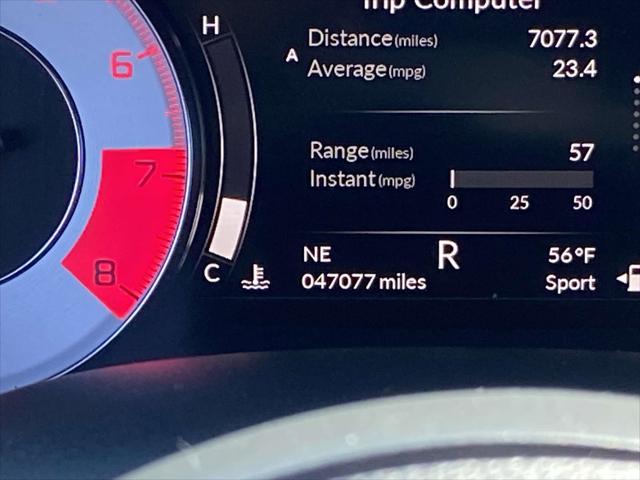 Trip Computer
H
6
7
8
C
A
Distance (miles) 7077.3
Average (mpg) 23.4
Range (miles) 57
Instant (mpg)
0 25 50
NE R 56°F
047077 miles Sport